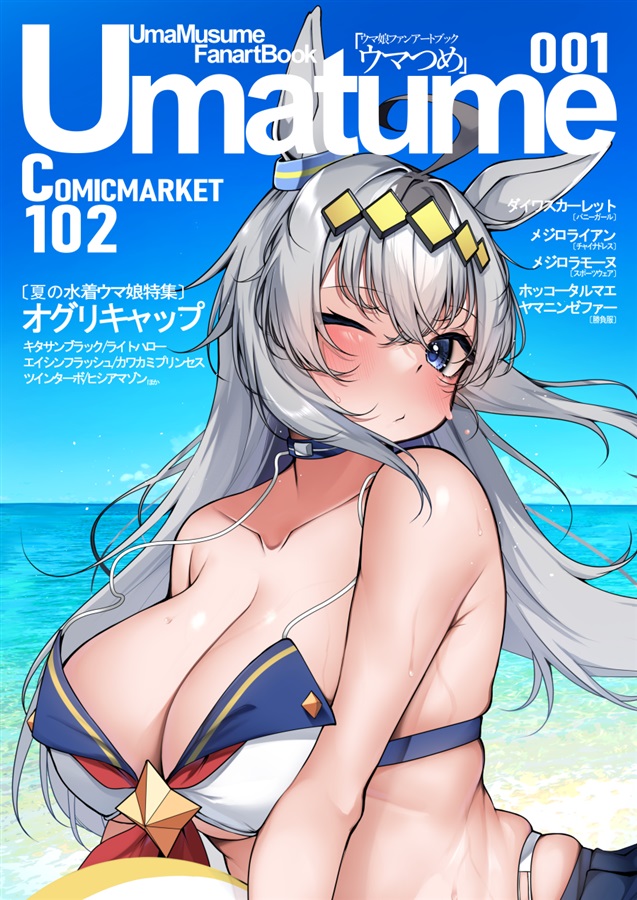 UmaMusume
FanartBook
「ウマ娘ファンアートブック
ウマつめ」
001
Umatume
COMICMARKET
102
ダイワスカーレット
[バニーガール]
メジロライアン
[チャイナドレス]
メジロラモーヌ
[スポーツウェア]
ホッコータルマエ
ヤマニンゼファー
[勝負服]
〔夏の水着ウマ娘特集〕
オグリキャップ
キタサンブラック/ライトハロー
エイシンフラッシュ/カワカミプリンセス
ツインターボ/ヒシアマゾンほか